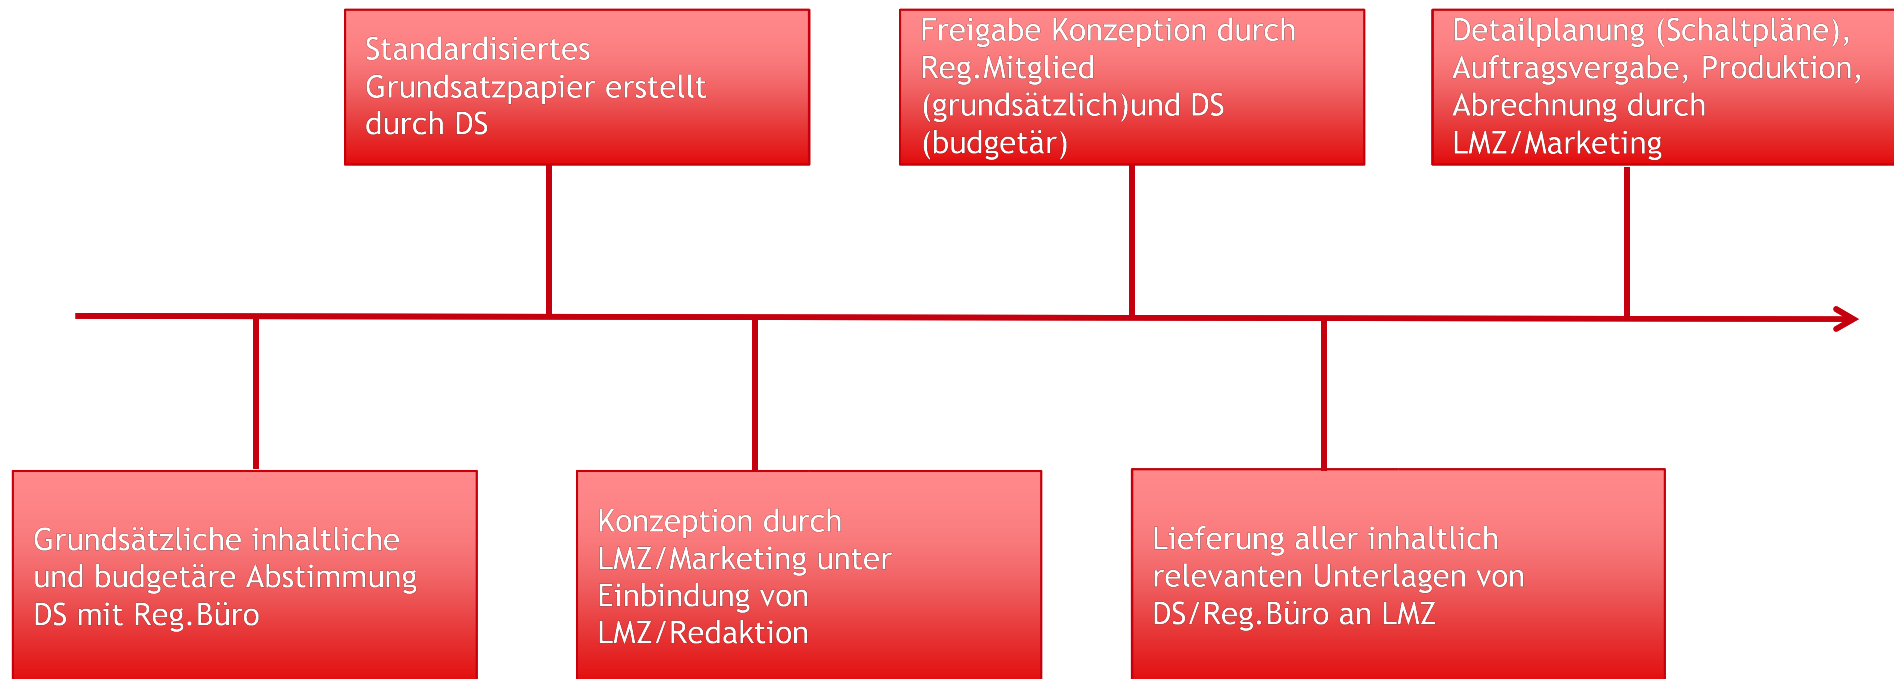 Standardisiertes
Grundsatzpapier erstellt
durch DS
Freigabe Konzeption durch
Reg.Mitglied
(grundsätzlich)und DS
(budgetär)
Detailplanung (Schaltpläne),
Auftragsvergabe, Produktion,
Abrechnung durch
LMZ/Marketing
Grundsätzliche inhaltliche
und budgetäre Abstimmung
DS mit Reg.Büro
Konzeption durch
LMZ/Marketing unter
Einbindung von
LMZ/Redaktion
Lieferung aller inhaltlich
relevanten Unterlagen von
DS/Reg.Büro an LMZ